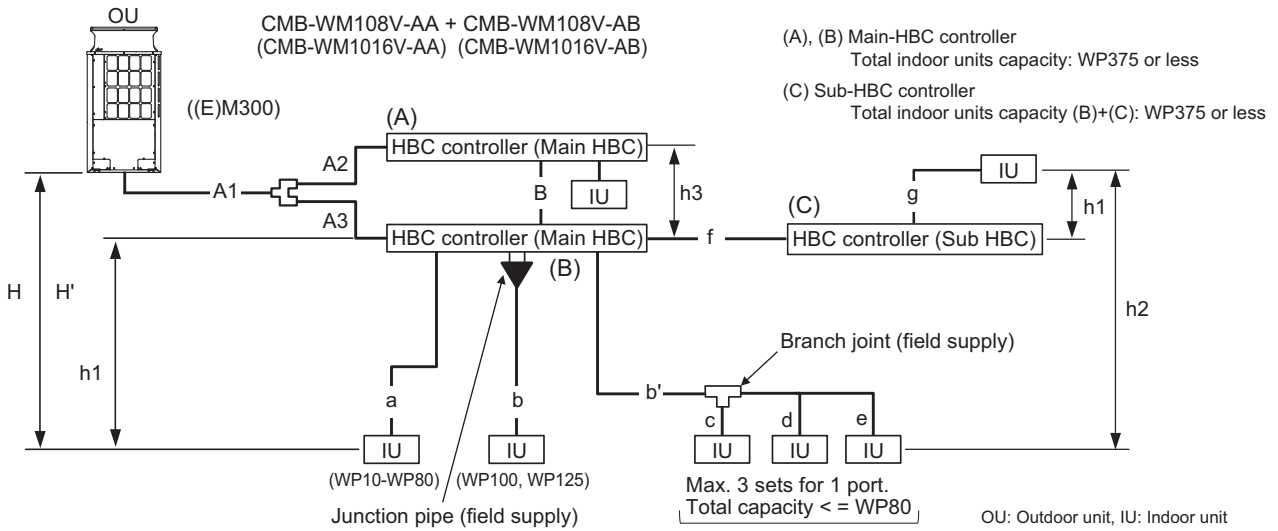 OU
CMB-WM108V-AA + CMB-WM108V-AB
(CMB-WM1016V-AA) (CMB-WM1016V-AB)
(A), (B) Main-HBC controller
Total indoor units capacity: WP375 or less
(C) Sub-HBC controller
Total indoor units capacity (B)+(C): WP375 or less
((E)M300)
(A)
HBC controller (Main HBC)
A2
A1
A3
B
IU
h3
IU
g
h1
(C)
HBC controller (Main HBC)
f
HBC controller (Sub HBC)
(B)
H
H'
h1
h2
Branch joint (field supply)
a
b
b'
c
d
e
IU
IU
IU
IU
IU
(WP10-WP80)
(WP100, WP125)
Max. 3 sets for 1 port.
Total capacity < = WP80
Junction pipe (field supply)
OU: Outdoor unit, IU: Indoor unit